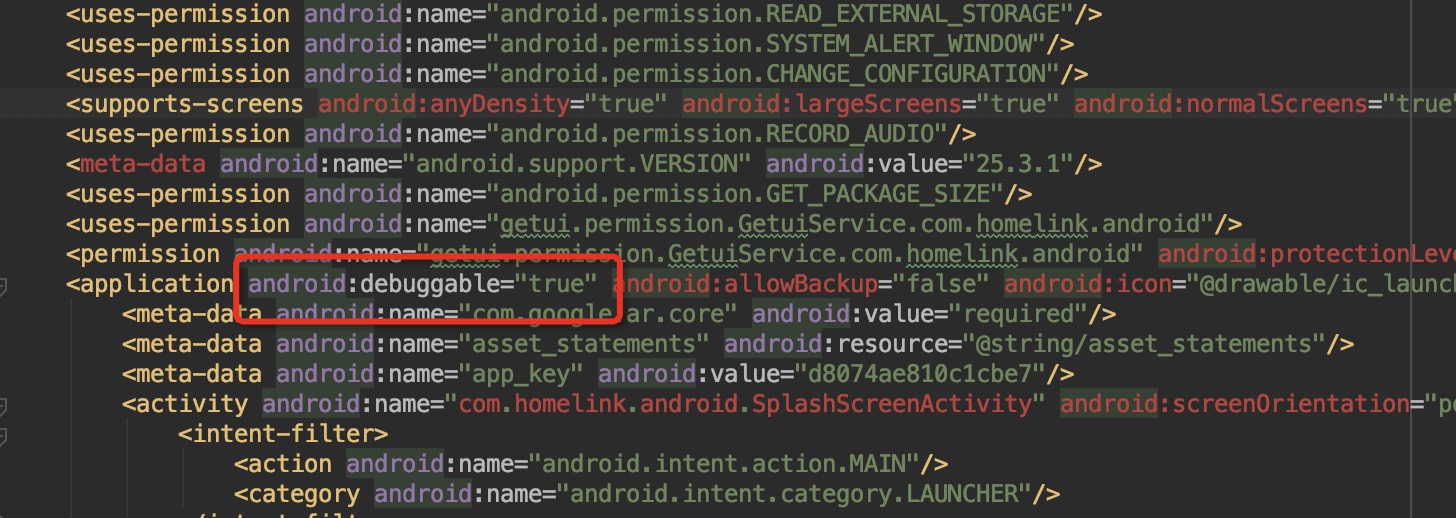 <uses-permission android:name="android.permission.READ_EXTERNAL_STORAGE"/>
<uses-permission android:name="android.permission.SYSTEM_ALERT_WINDOW"/>
<uses-permission android:name="android.permission.CHANGE_CONFIGURATION"/>
<supports-screens android:anyDensity="true" android:largeScreens="true" android:normalScreens="true"
<uses-permission android:name="android.permission.RECORD_AUDIO"/>
<meta-data android:name="android.support.VERSION" android:value="25.3.1"/>
<uses-permission android:name="android.permission.GET_PACKAGE_SIZE"/>
<uses-permission android:name="getui.permission.GetuiService.com.homelink.android"/>
<permission android:name="getui.permission.GetuiService.com.homelink.android" android:protectionLeve
<application android:debuggable="true" android:allowBackup="false" android:icon="@drawable/ic_launch
<meta-data android:name="com.google.ar.core" android:value="required"/>
<meta-data android:name="asset_statements" android:resource="@string/asset_statements"/>
<meta-data android:name="app_key" android:value="d8074ae810c1cbe7"/>
<activity android:name="com.homelink.android.SplashScreenActivity" android:screenOrientation="po
<intent-filter>
<action android:name="android.intent.action.MAIN"/>
<category android:name="android.intent.category.LAUNCHER"/>
</intent-filt